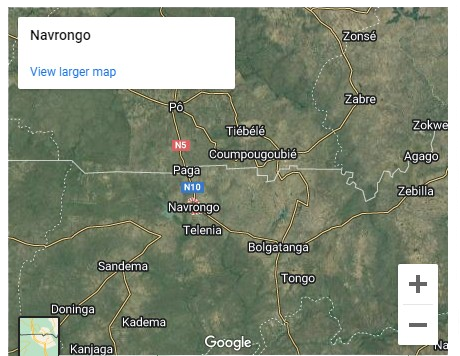 Navrongo
View larger map
Zonsé
Pô
Zabre
Tiébélé
Zokwe
N5
Coumpougoubié
Agago
Paga
N10
Zebilla
Navrongo
Telenia
Bolgatanga
Sandema
Tongo
Doninga
Kadema
Google
Kanjaga
Na